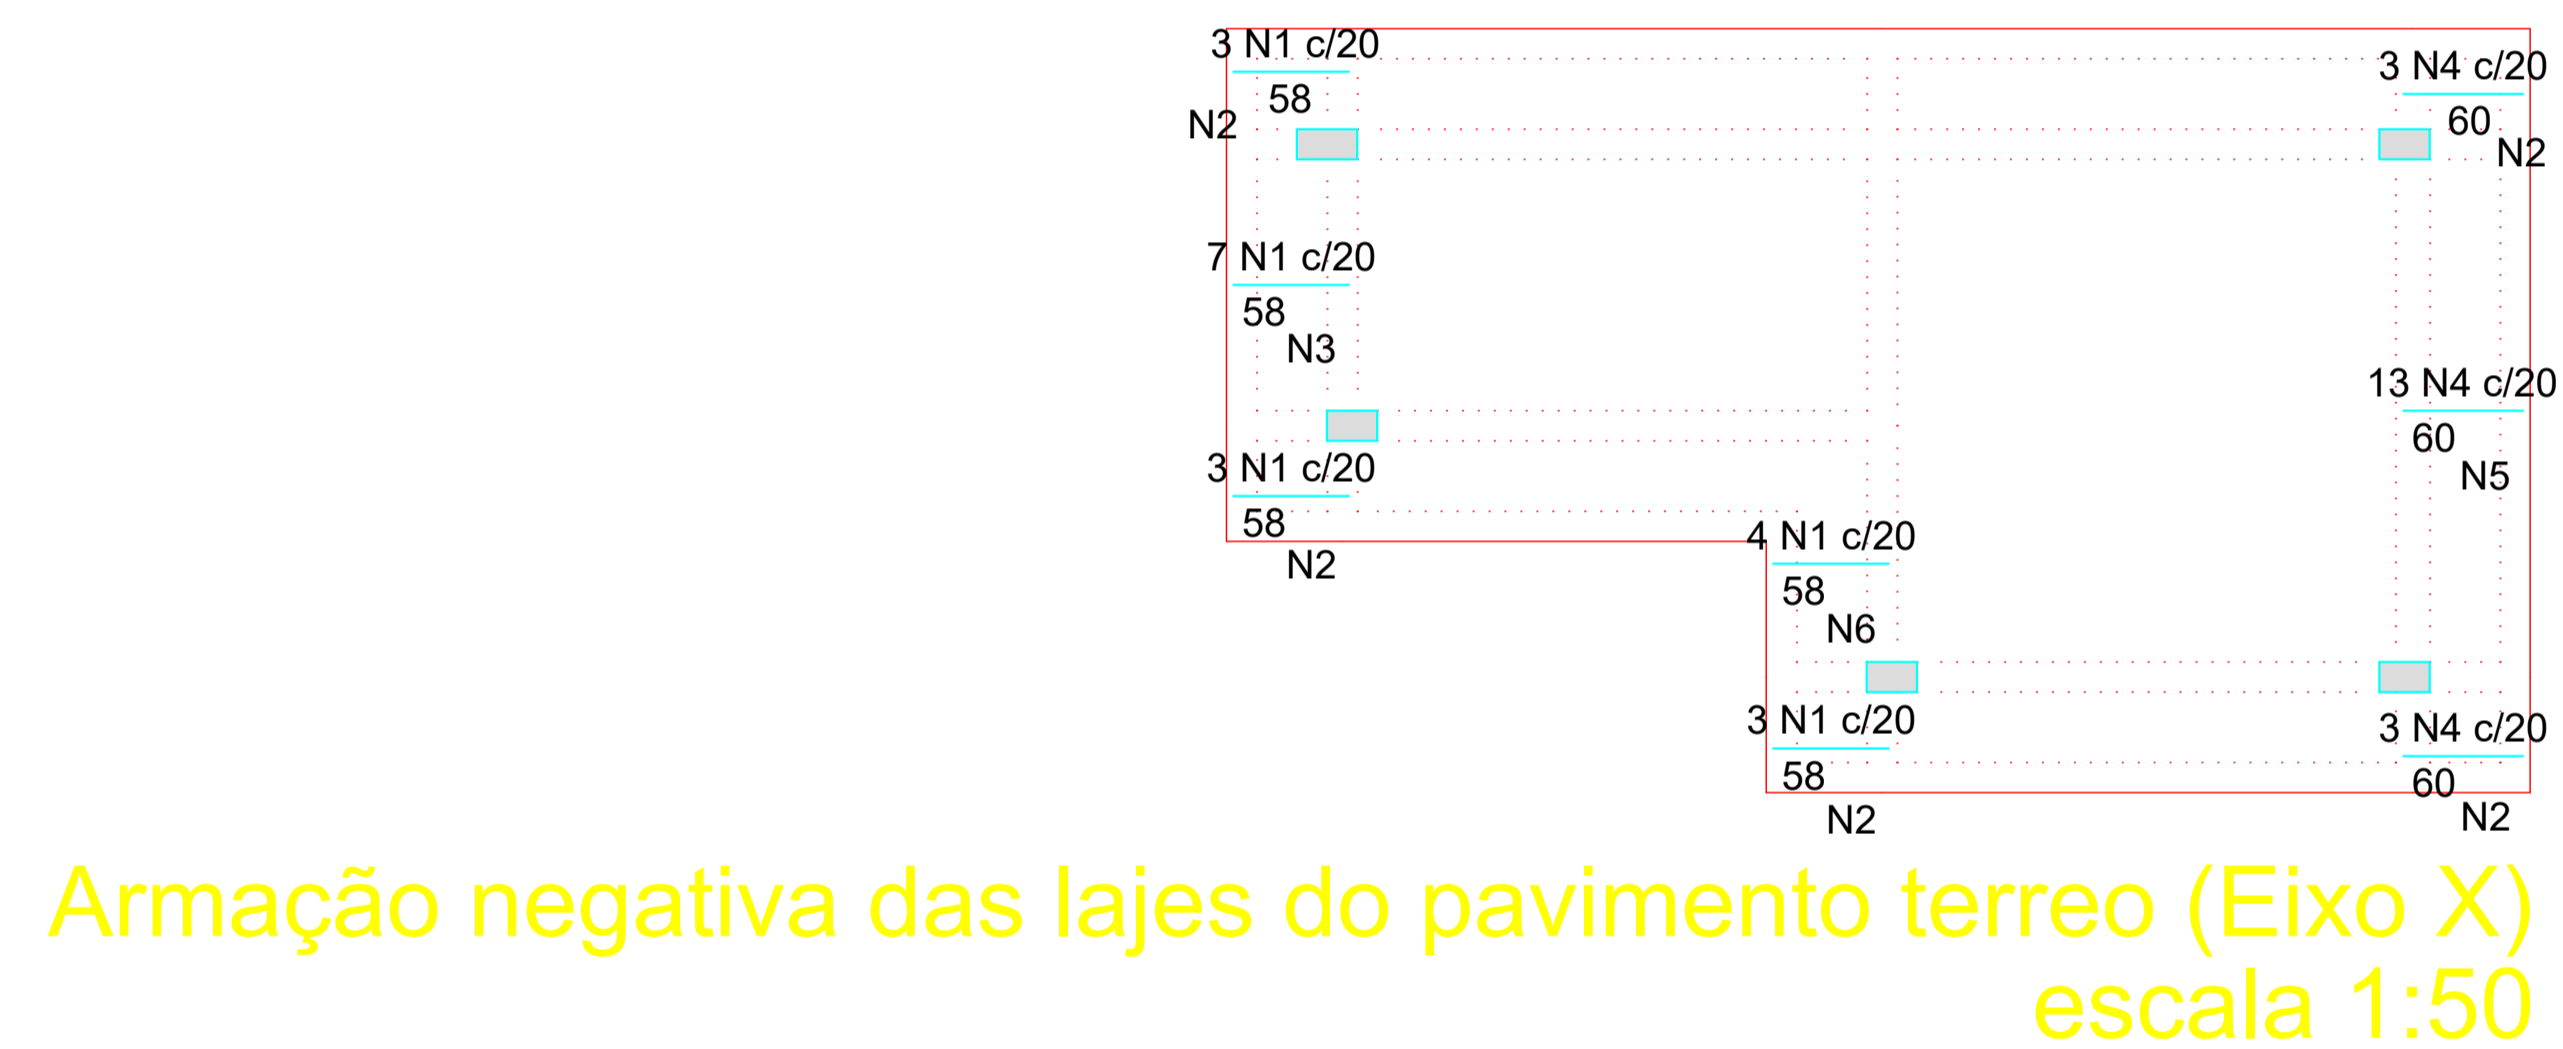 3 N1 c/20
58
N2
3 N4 c/20
60
N2
7 N1 c/20
58
N3
13 N4 c/20
60
N5
3 N1 c/20
58
N2
4 N1 c/20
58
N6
3 N1 c/20
58
N2
3 N4 c/20
60
N2
Armação negativa das lajes do pavimento terreo (Eixo X)
escala 1:50